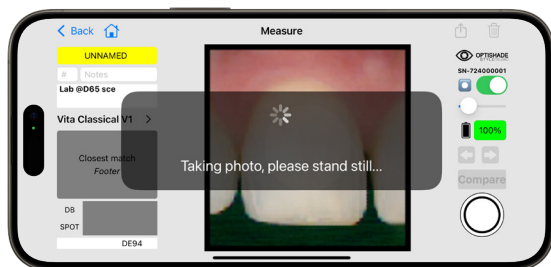 Back
Measure
UNNAMED
# Notes
Lab @D65 sce
Vita Classical V1
Closest match
Footer
DB
SPOT
DE94
Taking photo, please stand still...
OPTISHADE
SN-724000001
100%
Compare